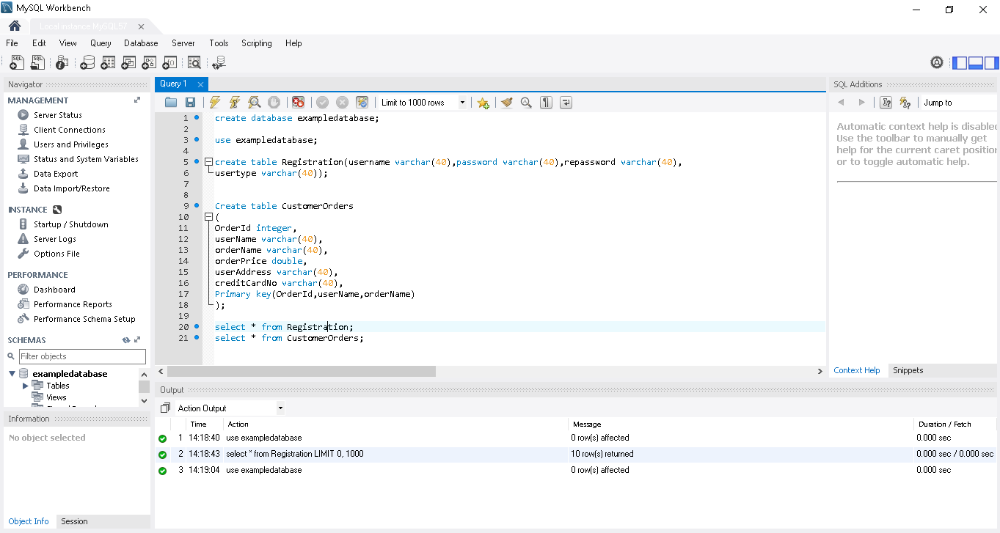 MySQL Workbench
Local instance MySQL57
File Edit View Query Database Server Tools Scripting Help
Navigator
MANAGEMENT
Server Status
Client Connections
Users and Privileges
Status and System Variables
Data Export
Data Import/Restore
INSTANCE
Startup / Shutdown
Server Logs
Options File
PERFORMANCE
Dashboard
Performance Reports
Performance Schema Setup
SCHEMAS
Filter objects
exampledatabase
Tables
Views
Information
No object selected
Object Info Session
Query 1
Limit to 1000 rows
1 create database exampledatabase;
2
3 use exampledatabase;
4
5 create table Registration(username varchar(40),password varchar(40),repassword varchar(40),
6 usertype varchar(40));
7
8
9 Create table CustomerOrders
10 (
11 OrderId integer,
12 userName varchar(40),
13 orderName varchar(40),
14 orderPrice double,
15 userAddress varchar(40),
16 creditCardNo varchar(40),
17 Primary key(OrderId,userName,orderName)
18 );
19
20 select * from Registration;
21 select * from CustomerOrders;
SQL Additions
Jump to
Automatic context help is disabled
Use the toolbar to manually get
help for the current caret position
or to toggle automatic help.
Context Help Snippets
Output
Action Output
Time Action Message Duration / Fetch
1 14:18:40 use exampledatabase 0 row(s) affected 0.000 sec
2 14:18:43 select * from Registration LIMIT 0, 1000 10 row(s) returned 0.000 sec / 0.000 sec
3 14:19:04 use exampledatabase 0 row(s) affected 0.000 sec